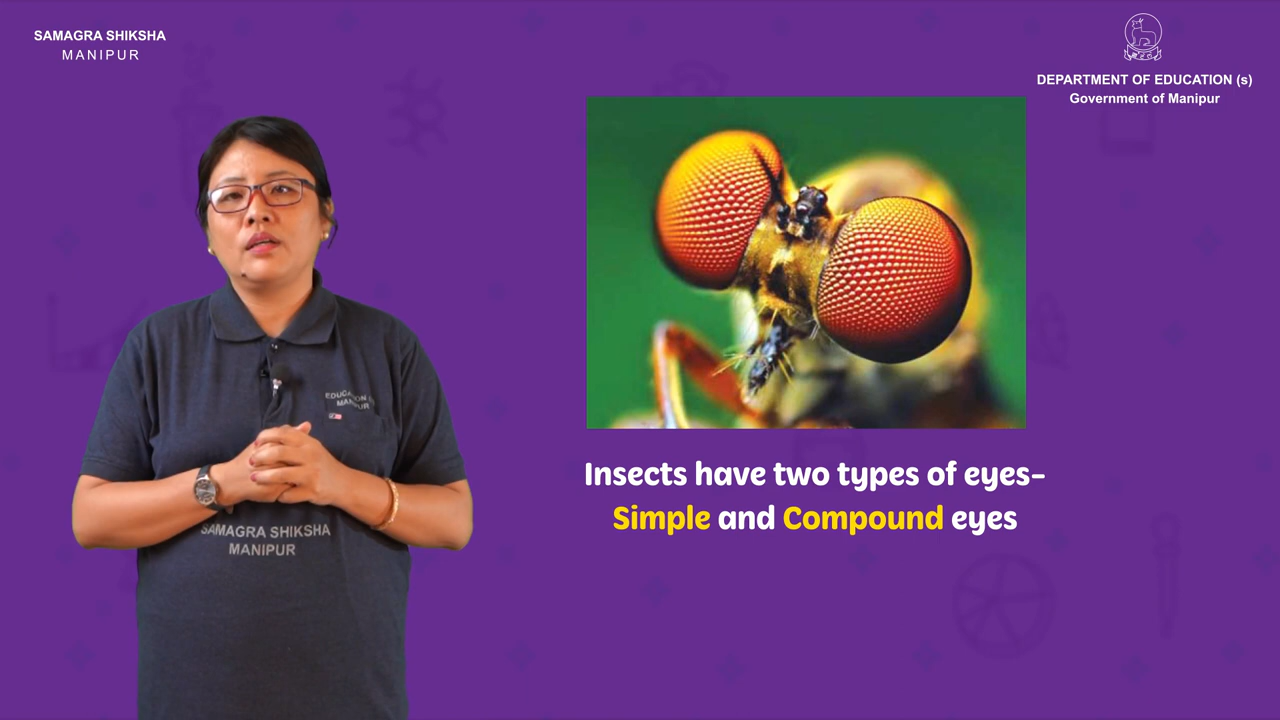 SAMAGRA SHIKSHA
MANIPUR
DEPARTMENT OF EDUCATION (s)
Government of Manipur
Insects have two types of eyes-
Simple and Compound eyes
MANIPUR
SAMAGRA SHIKSHA
MANIPUR